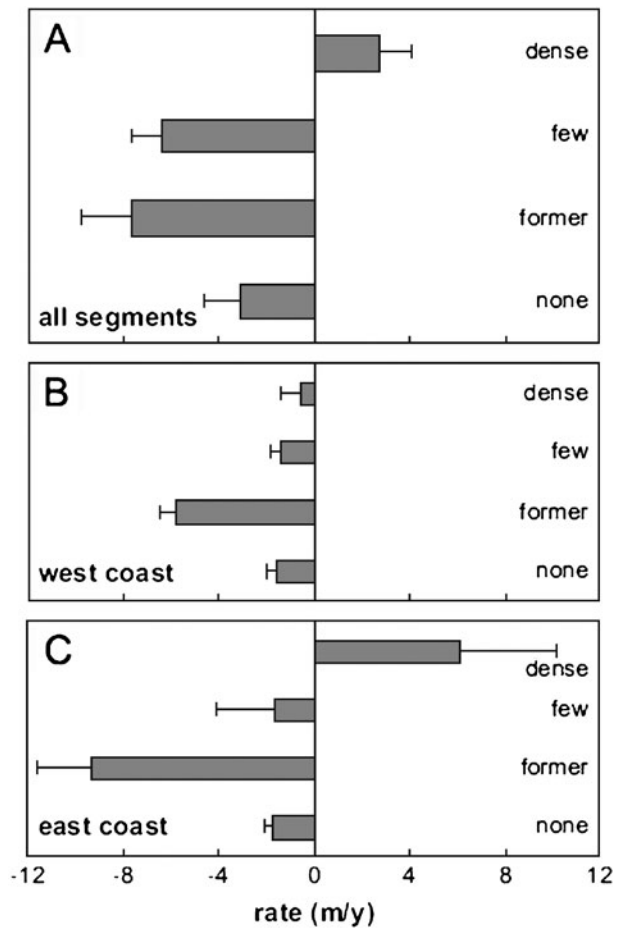 A
dense
few
former
none
all segments
B
dense
few
former
none
west coast
C
dense
few
former
none
east coast
-12 -8 -4 0 4 8 12
rate (m/y)